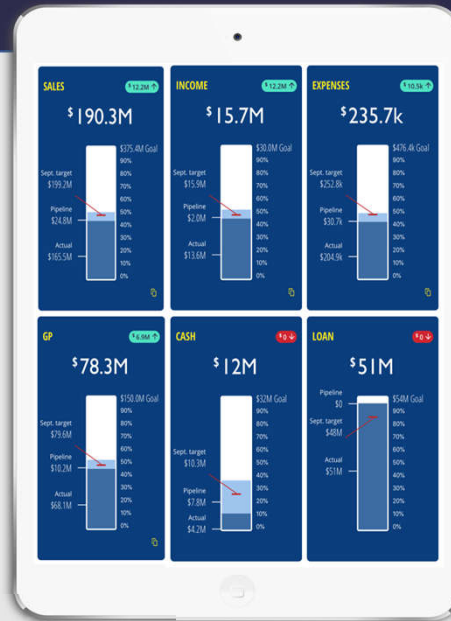 SALES
$12.2M ↑
$190.3M
$375.4M Goal
90%
Sept. target
80%
$199.2M
70%
60%
Pipeline
50%
$24.8M
40%
30%
Actual
20%
$165.5M
10%
0%
INCOME
$12.2M ↑
$15.7M
$30.0M Goal
90%
Sept. target
80%
$15.9M
70%
60%
Pipeline
50%
$2.0M
40%
30%
Actual
20%
$13.6M
10%
0%
EXPENSES
$10.5k ↑
$235.7k
$476.4k Goal
90%
Sept. target
80%
$252.8k
70%
60%
Pipeline
50%
$30.7k
40%
30%
Actual
20%
$204.9k
10%
0%
GP
$6.9M ↑
$78.3M
$150.0M Goal
90%
Sept. target
80%
$79.6M
70%
60%
Pipeline
50%
$10.2M
40%
30%
Actual
20%
$68.1M
10%
0%
CASH
$0 ↓
$12M
$32M Goal
90%
80%
70%
Sept. target
60%
$10.3M
50%
40%
Pipeline
30%
$7.8M
20%
Actual
10%
$4.2M
0%
LOAN
$0 ↓
$51M
Pipeline
$54M Goal
$0
90%
80%
Sept. target
70%
$48M
60%
50%
Actual
40%
$51M
30%
20%
10%
0%